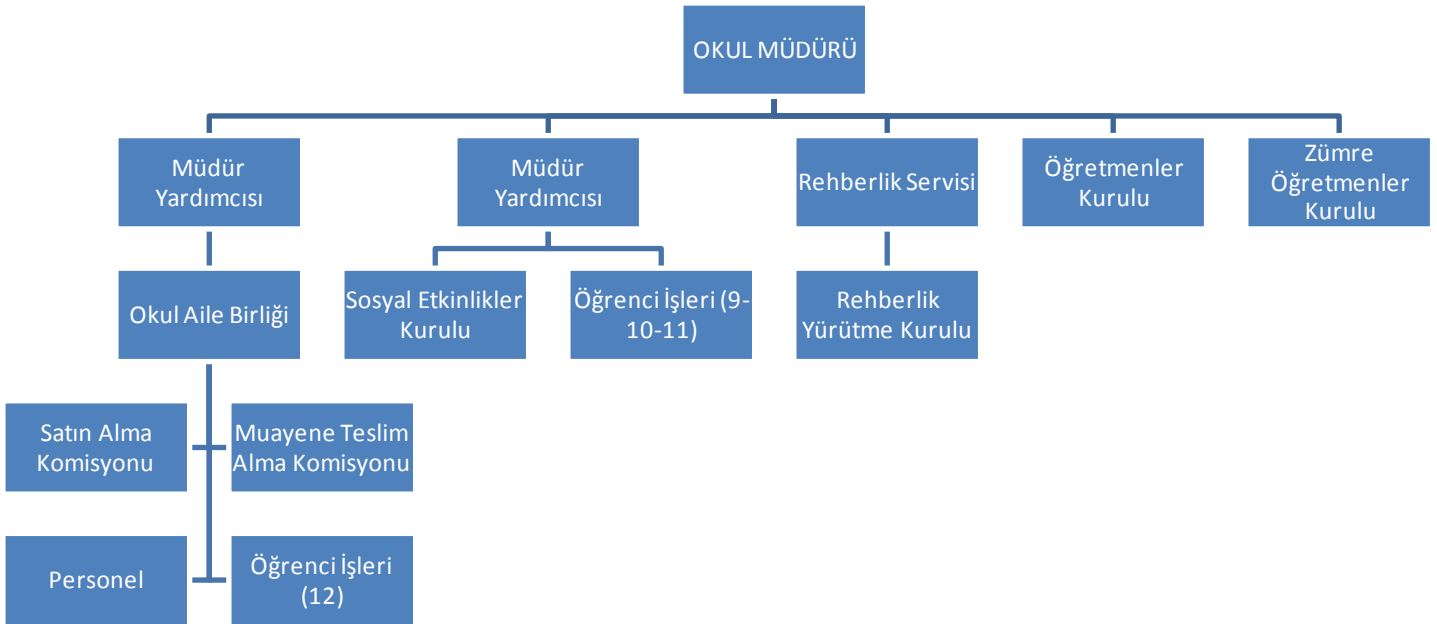 OKUL MÜDÜRÜ
Müdür
Yardımcısı
Müdür
Yardımcısı
Rehberlik Servisi
Öğretmenler
Kurulu
Zümre
Öğretmenler
Kurulu
Okul Aile Birliği
Sosyal Etkinlikler
Kurulu
Öğrenci İşleri (9-
10-11)
Rehberlik
Yürütme Kurulu
Satın Alma
Komisyonu
Muayene Teslim
Alma Komisyonu
Personel
Öğrenci İşleri
(12)